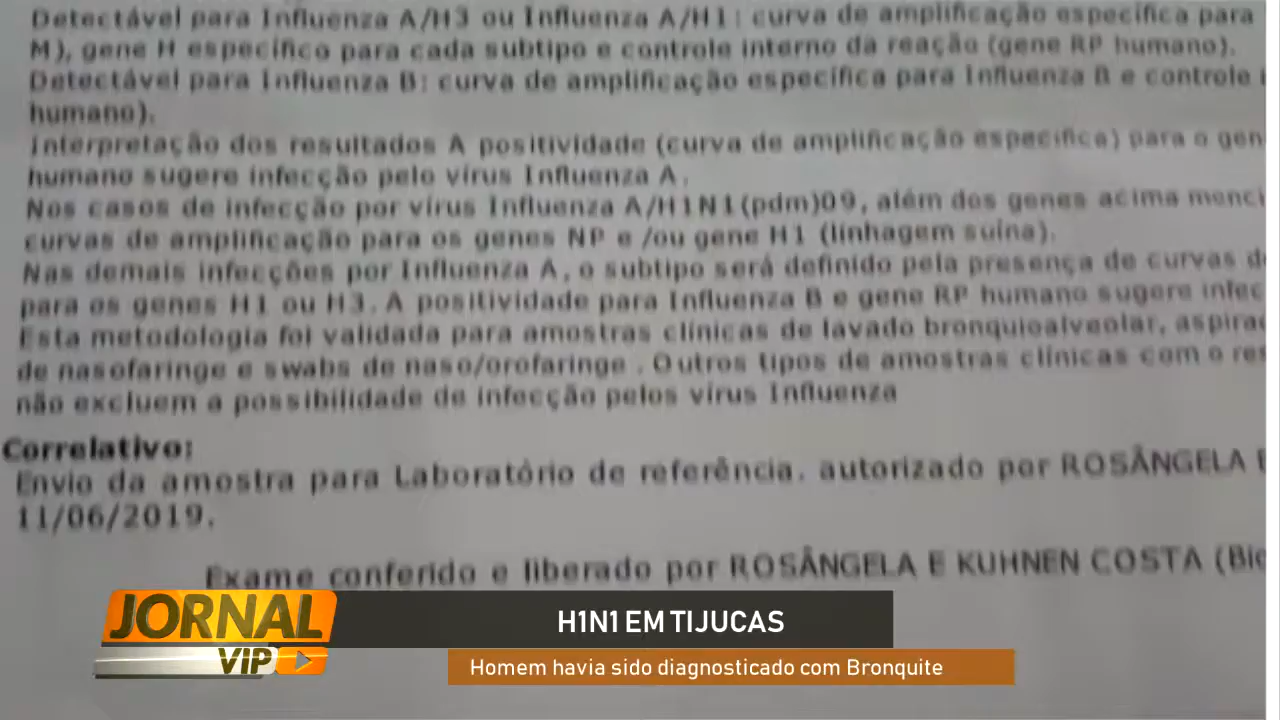 Detectável para Influenza A/H3 ou Influenza A/H1: curva de amplificação específica para
M), gene H específico para cada subtipo e controle interno da reação (gene RP humano).
Detectável para Influenza B: curva de amplificação específica para Influenza B e controle
humano).
Interpretação dos resultados A positividade (curva de amplificação específica) para o gen
humano sugere infecção pelo vírus Influenza A.
Nos casos de infecção por vírus Influenza A/H1N1(pdm)09, além dos genes acima menci
curvas de amplificação para os genes NP e /ou gene H1 (linhagem suína).
Nas demais infecções por Influenza A, o subtipo será definido pela presença de curvas d
para os genes H1 ou H3. A positividade para Influenza B e gene RP humano sugere infec
Esta metodologia foi validada para amostras clínicas de lavado bronquioalveolar, aspira
de nasofaringe e swabs de naso/orofaringe . Outros tipos de amostras clínicas com o res
não excluem a possibilidade de infecção pelos vírus Influenza
Correlativo:
Envio da amostra para Laboratório de referência. autorizado por ROSÂNGELA E
11/06/2019.
Exame conferido e liberado por ROSÂNGELA E KUHNEN COSTA (Bio
JORNAL
VIP
H1N1 EM TIJUCAS
Homem havia sido diagnosticado com Bronquite